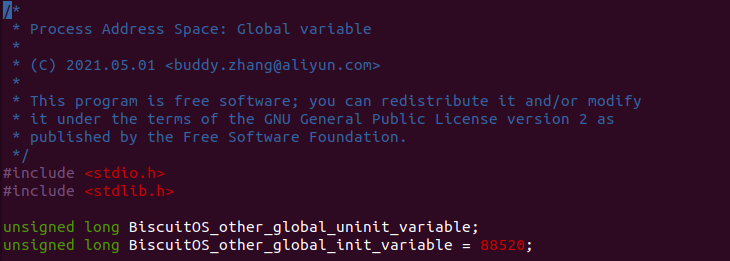 /*
 * Process Address Space: Global variable
 *
 * (C) 2021.05.01 <buddy.zhang@aliyun.com>
 *
 * This program is free software; you can redistribute it and/or modify
 * it under the terms of the GNU General Public License version 2 as
 * published by the Free Software Foundation.
 */
#include <stdio.h>
#include <stdlib.h>

unsigned long BiscuitOS_other_global_uninit_variable;
unsigned long BiscuitOS_other_global_init_variable = 88520;